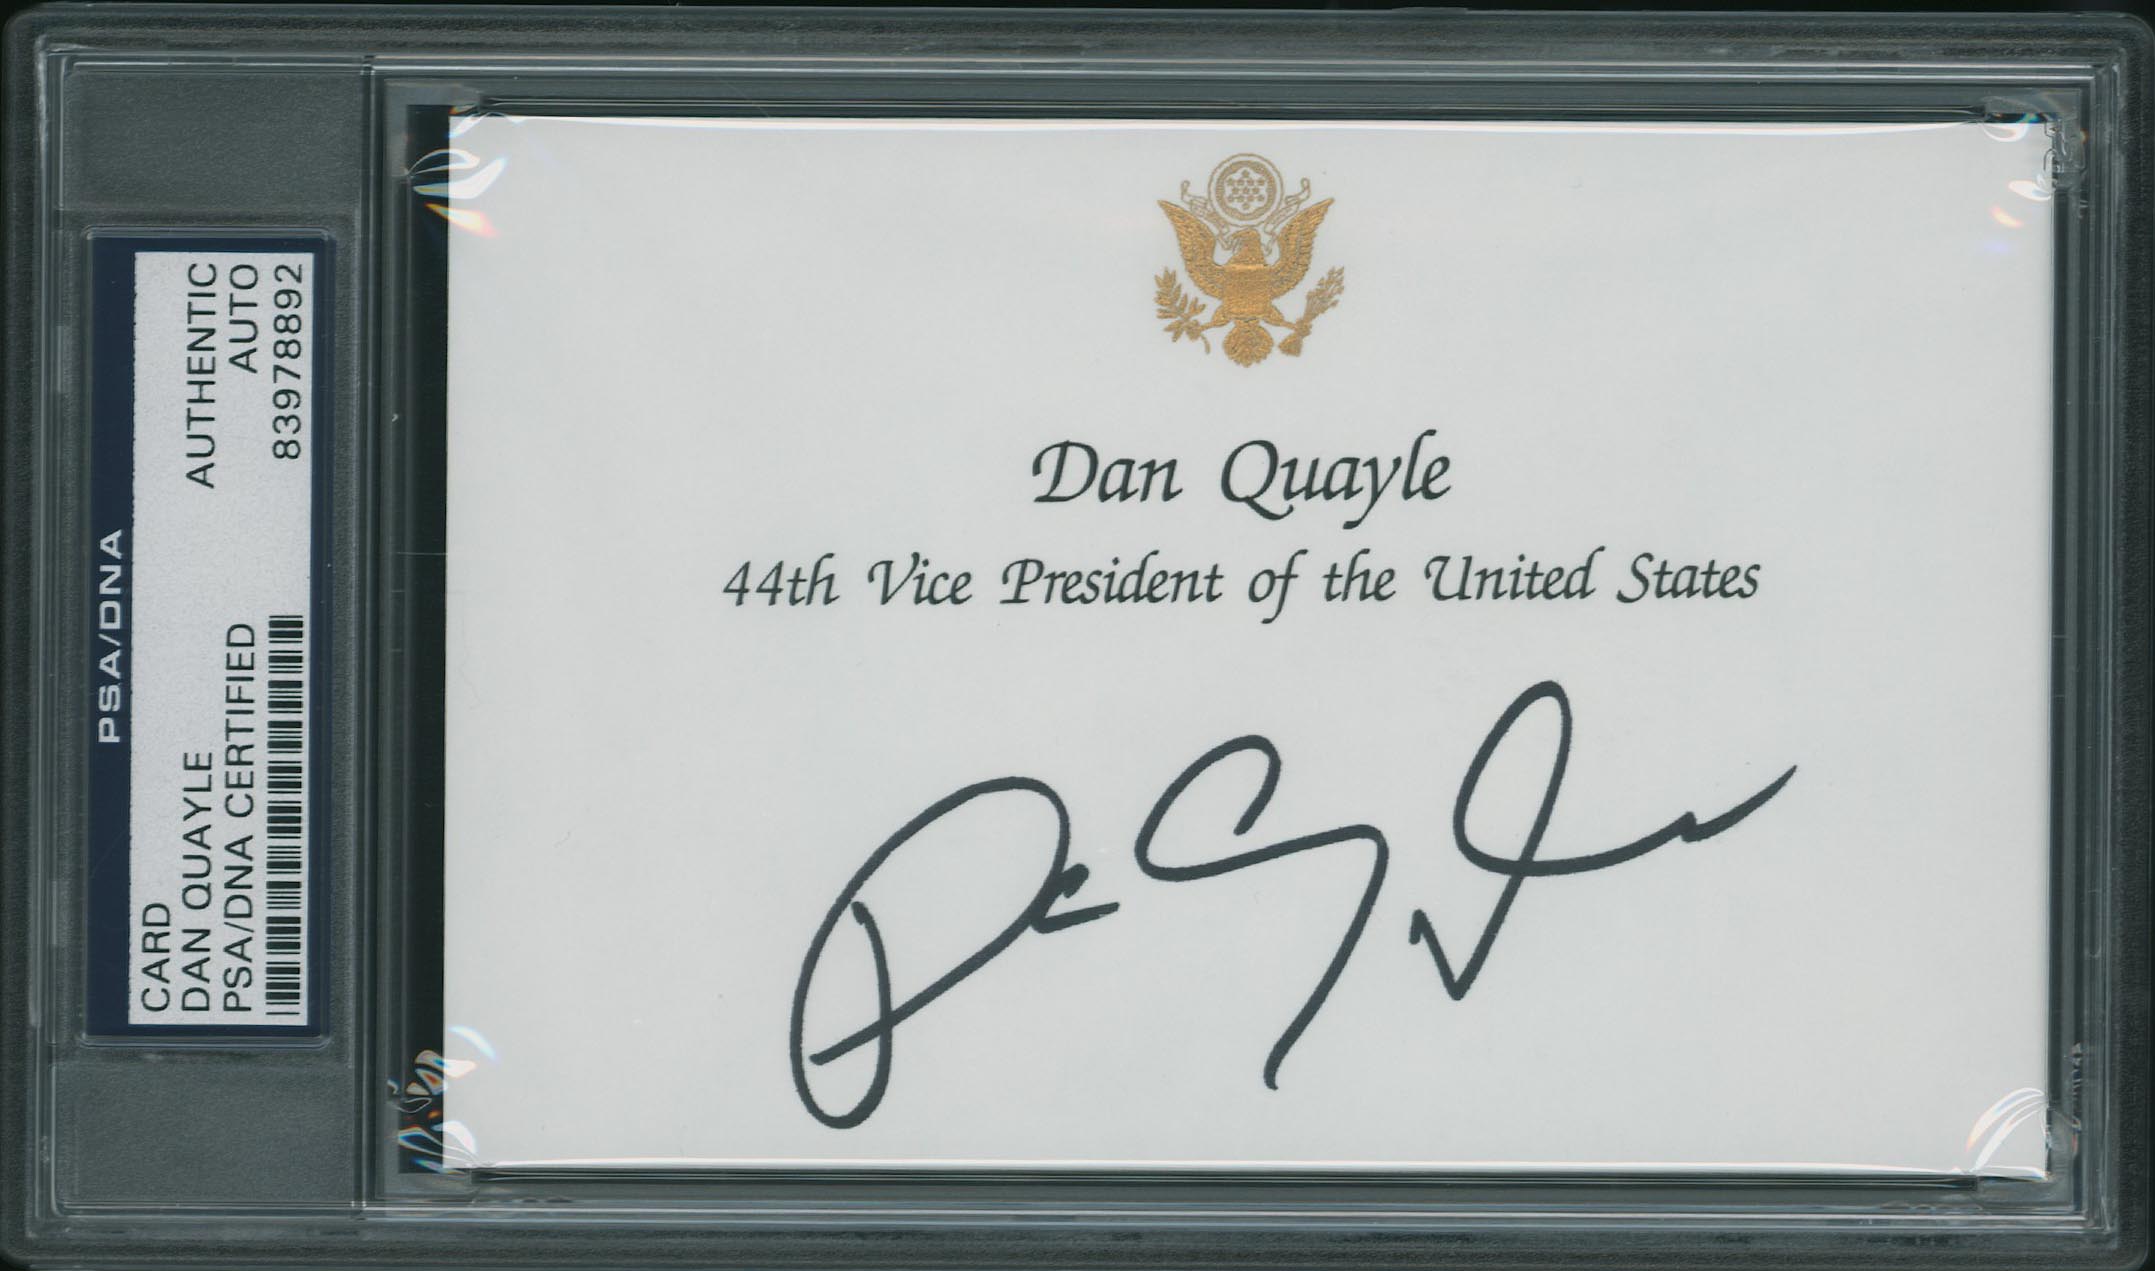 PSA/DNA
CARD
AUTHENTIC
DAN QUAYLE
AUTO
PSA/DNA CERTIFIED
83978892
Dan Quayle
44th Vice President of the United States